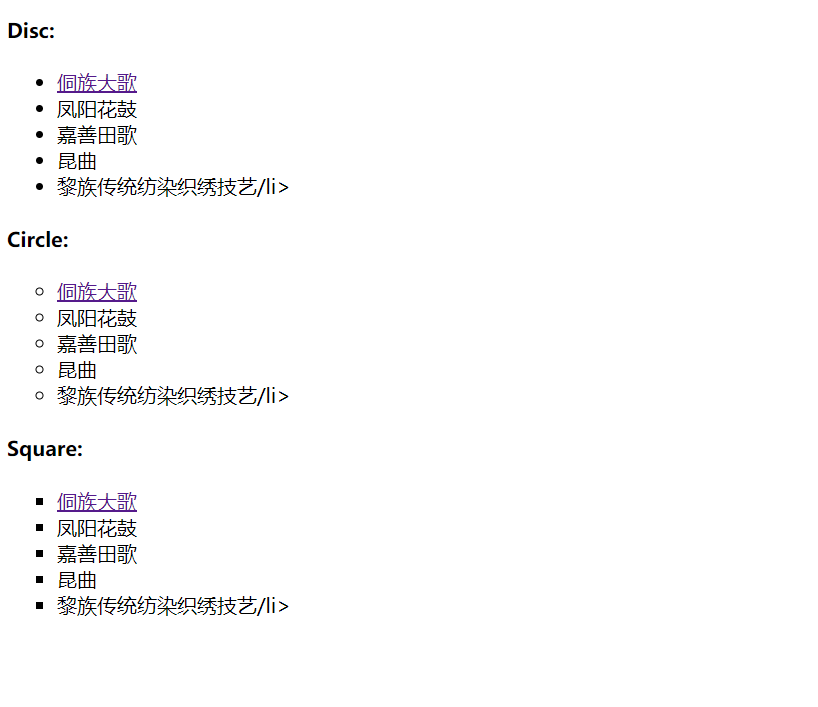 Disc:
侗族大歌
凤阳花鼓
嘉善田歌
昆曲
黎族传统纺染织绣技艺/li>
Circle:
侗族大歌
凤阳花鼓
嘉善田歌
昆曲
黎族传统纺染织绣技艺/li>
Square:
侗族大歌
凤阳花鼓
嘉善田歌
昆曲
黎族传统纺染织绣技艺/li>